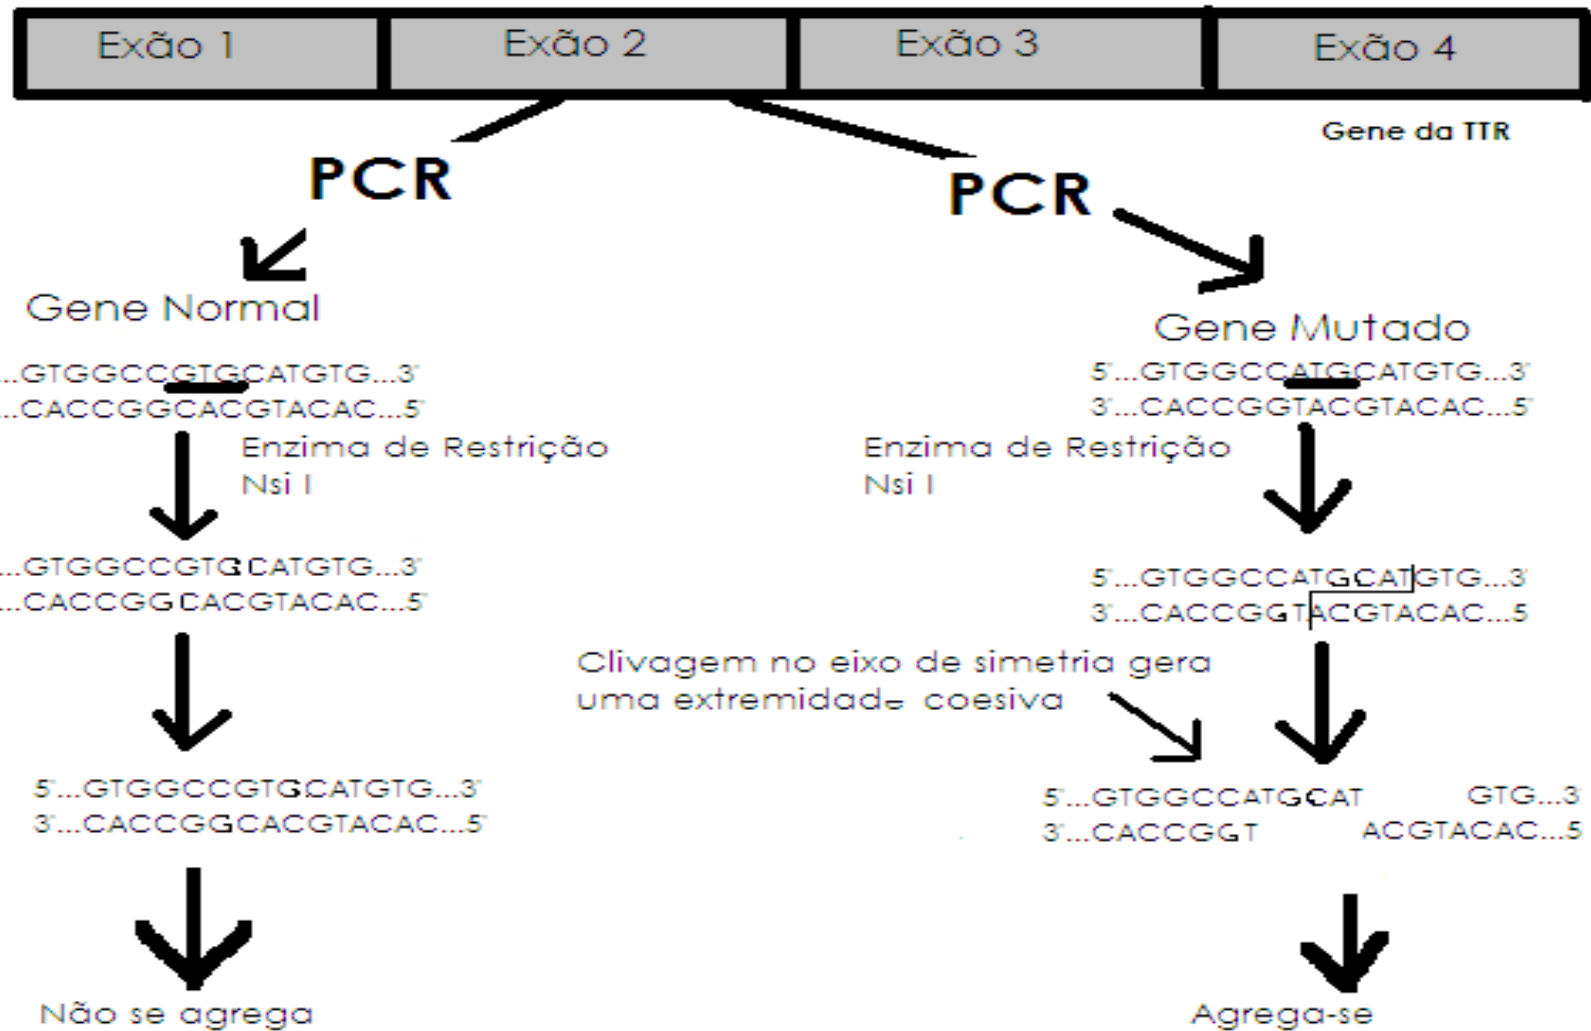 Exão 1 Exão 2 Exão 3 Exão 4
Gene da TTR
PCR PCR
Gene Normal
Gene Mutado
...GTGGCCGTGCATGTG...3'
...CACCGGCACGTACAC...5'
5'...GTGGCCATGCATGTG...3'
3'...CACCGGTACGTACAC...5'
Enzima de Restrição
Nsi I
Enzima de Restrição
Nsi I
...GTGGCCGTGCATGTG...3'
...CACCGGCACGTACAC...5'
5'...GTGGCCATGCATGTG...3
3'...CACCGGTACGTACAC...5
Clivagem no eixo de simetria gera
uma extremidade coesiva
5'...GTGGCCGTGCATGTG...3'
3'...CACCGGCACGTACAC...5'
5'...GTGGCCATGCAT GTG...3
3'...CACCGGT ACGTACAC...5
Não se agrega
Agrega-se